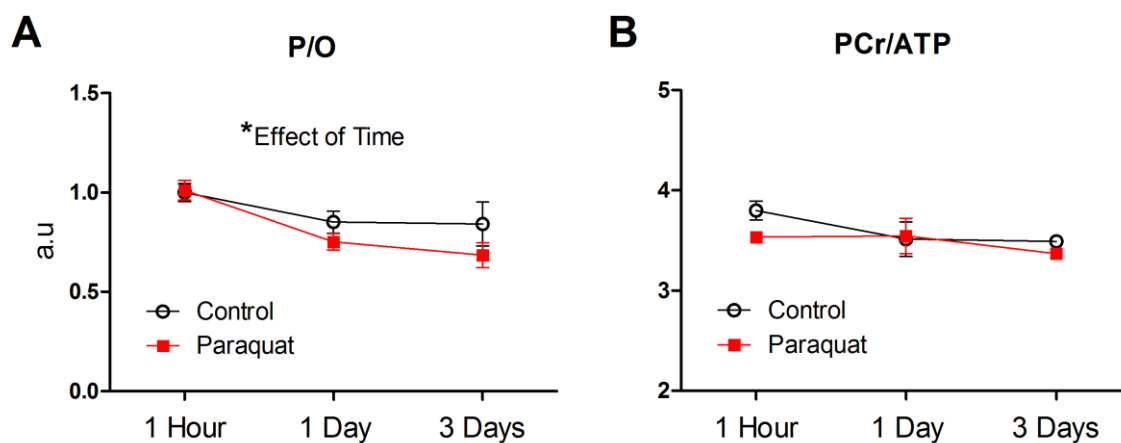 A
P/O
1.5
*Effect of Time
1.0
a.u
0.5
Control
Paraquat
0.0
1 Hour 1 Day 3 Days
B
PCr/ATP
5
4
3
Control
Paraquat
2
1 Hour 1 Day 3 Days